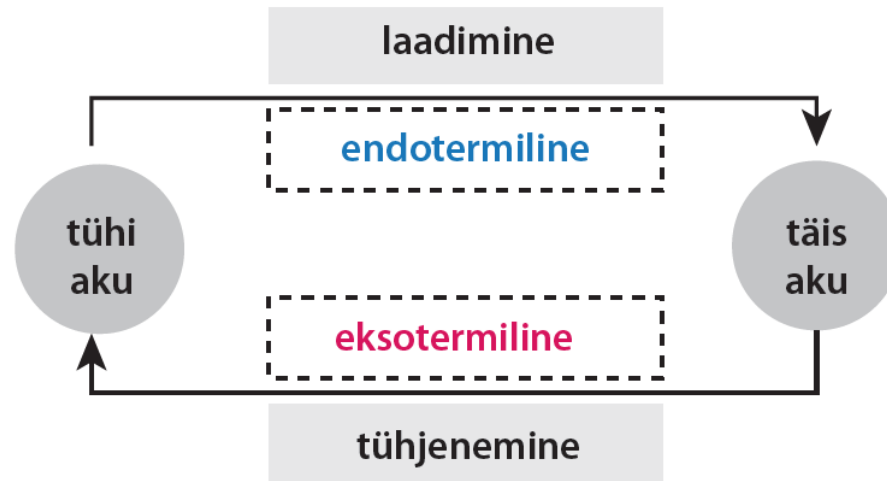 laadimine
endotermiline
tühi
aku
täis
aku
eksotermiline
tühjenemine